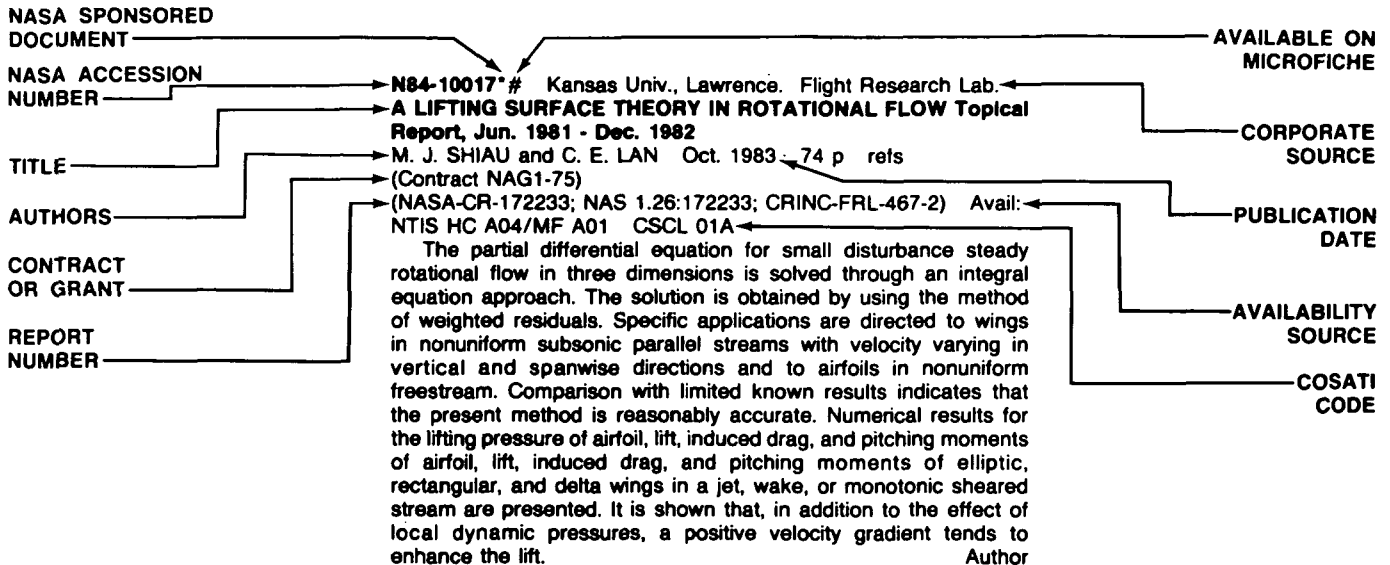 NASA SPONSORED
DOCUMENT
NASA ACCESSION
NUMBER
TITLE
AUTHORS
CONTRACT
OR GRANT
REPORT
NUMBER
N84-10017*# Kansas Univ., Lawrence. Flight Research Lab.
A LIFTING SURFACE THEORY IN ROTATIONAL FLOW Topical
Report, Jun. 1981 - Dec. 1982
M. J. SHIAU and C. E. LAN Oct. 1983 74 p refs
(Contract NAG1-75)
(NASA-CR-172233; NAS 1.26:172233; CRINC-FRL-467-2) Avail:
NTIS HC A04/MF A01 CSCL 01A
The partial differential equation for small disturbance steady
rotational flow in three dimensions is solved through an integral
equation approach. The solution is obtained by using the method
of weighted residuals. Specific applications are directed to wings
in nonuniform subsonic parallel streams with velocity varying in
vertical and spanwise directions and to airfoils in nonuniform
freestream. Comparison with limited known results indicates that
the present method is reasonably accurate. Numerical results for
the lifting pressure of airfoil, lift, induced drag, and pitching moments
of airfoil, lift, induced drag, and pitching moments of elliptic,
rectangular, and delta wings in a jet, wake, or monotonic sheared
stream are presented. It is shown that, in addition to the effect of
local dynamic pressures, a positive velocity gradient tends to
enhance the lift. Author
AVAILABLE ON
MICROFICHE
CORPORATE
SOURCE
PUBLICATION
DATE
AVAILABILITY
SOURCE
COSATI
CODE